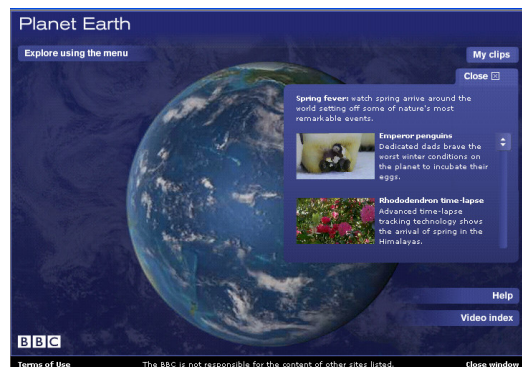 Planet Earth
Explore using the menu
My clips
Close
Spring fever: watch spring arrive around the
world setting off some of nature's most
remarkable events.
Emperor penguins
Dedicated dads brave the
worst winter conditions on
the planet to incubate their
eggs.
Rhododendron time-lapse
Advanced time-lapse
tracking technology shows
the arrival of spring in the
Himalayas.
Help
Video index
BBC
Terms of Use
The BBC is not responsible for the content of other sites listed.
Close window